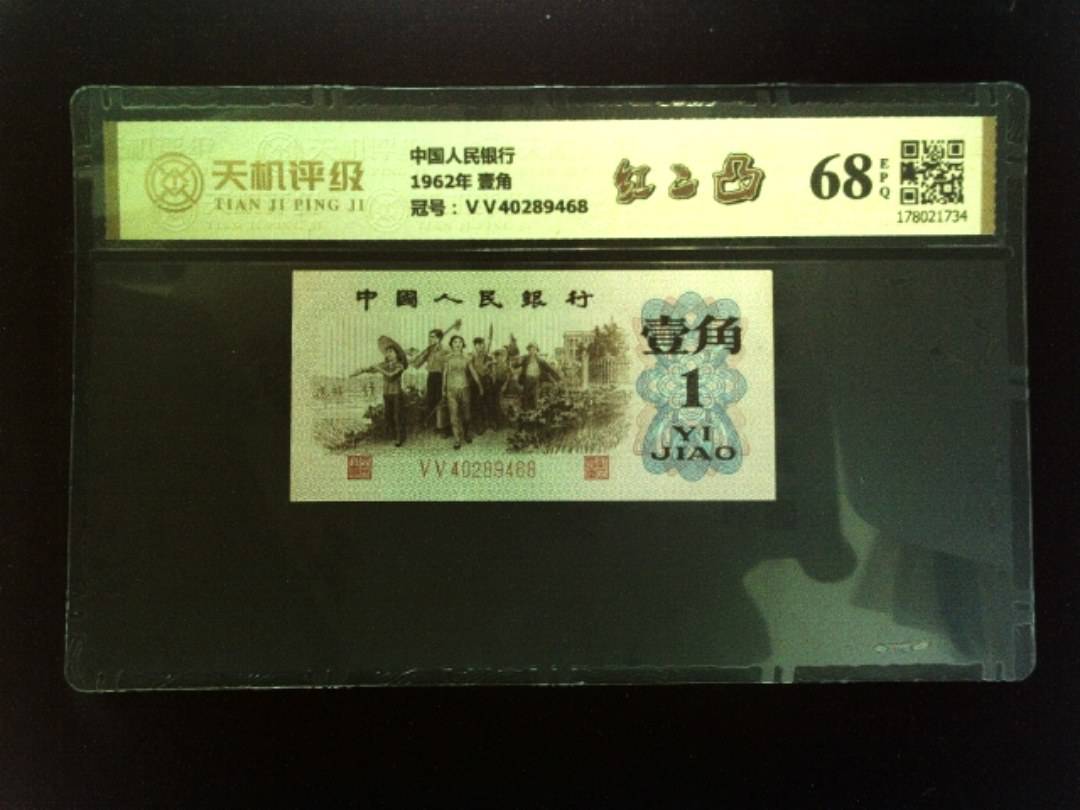 天机评级
TIAN JI PING JI
中国人民银行
1962年 壹角
冠号：VV40289468
红二凸
68
EPQ
178021734
中國人民銀行
壹角
1
YI
JIAO
VV40289468